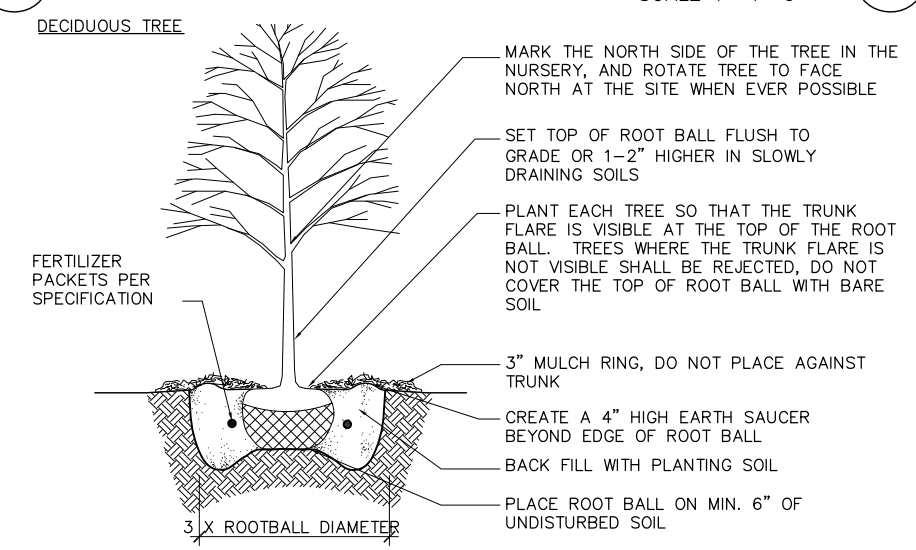 DECIDUOUS TREE
MARK THE NORTH SIDE OF THE TREE IN THE
NURSERY, AND ROTATE TREE TO FACE
NORTH AT THE SITE WHEN EVER POSSIBLE
SET TOP OF ROOT BALL FLUSH TO
GRADE OR 1-2" HIGHER IN SLOWLY
DRAINING SOILS
PLANT EACH TREE SO THAT THE TRUNK
FLARE IS VISIBLE AT THE TOP OF THE ROOT
BALL. TREES WHERE THE TRUNK FLARE IS
NOT VISIBLE SHALL BE REJECTED, DO NOT
COVER THE TOP OF ROOT BALL WITH BARE
SOIL
FERTILIZER
PACKETS PER
SPECIFICATION
3" MULCH RING, DO NOT PLACE AGAINST
TRUNK
CREATE A 4" HIGH EARTH SAUCER
BEYOND EDGE OF ROOT BALL
BACK FILL WITH PLANTING SOIL
PLACE ROOT BALL ON MIN. 6" OF
UNDISTURBED SOIL
3 X ROOTBALL DIAMETER